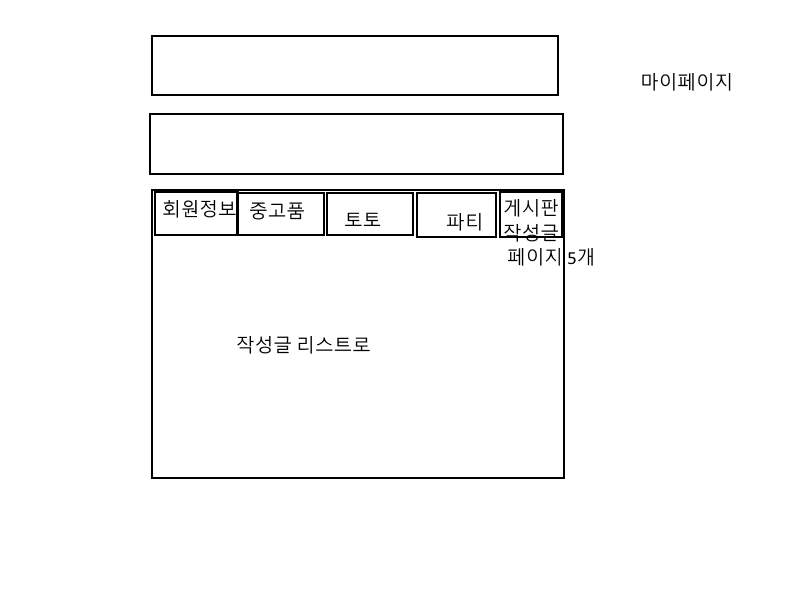 마이페이지
회원정보
중고품
토토
파티
게시판
작성글
페이지 5개
작성글 리스트로